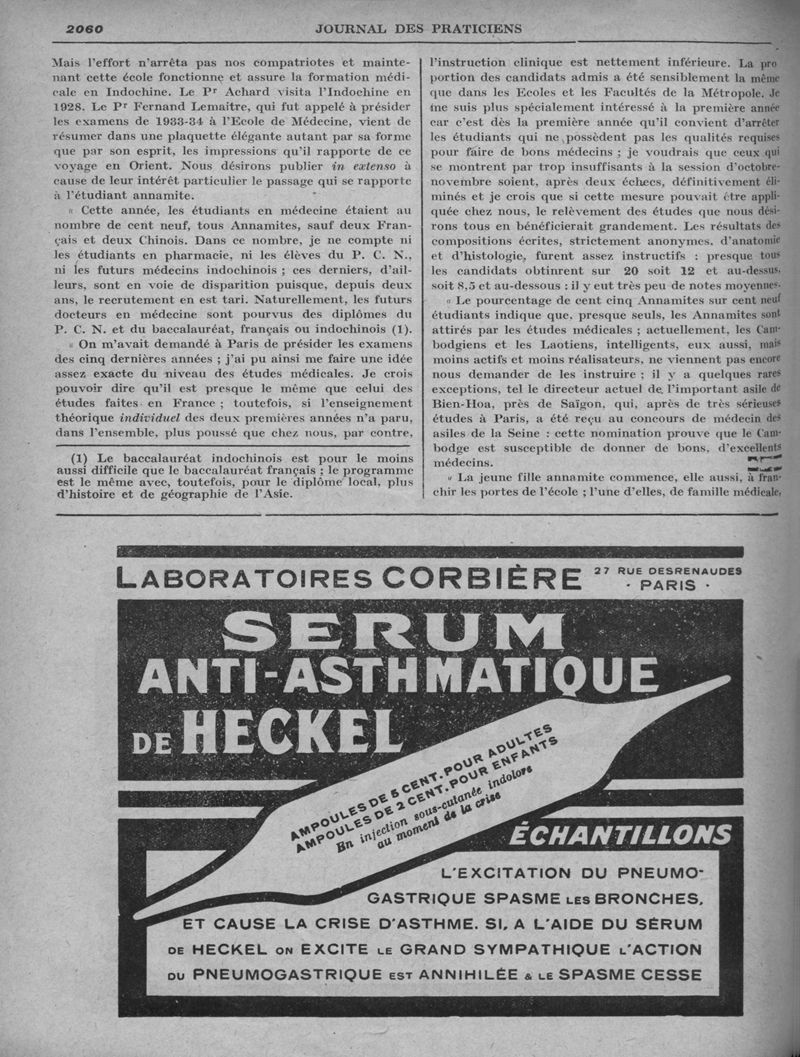 2060
JOURNAL DES PRATICIENS
Mais l'effort n'arrêta pas nos compatriotes et mainte-
nant cette école fonctionne et assure la formation médi-
cale en Indochine. Le Pr Achard visita l'Indochine en
1928. Le Pr Fernand Lemaître, qui fut appelé à présider
les examens de 1933-34 à l'Ecole de Médecine, vient de
résumer dans une plaquette élégante autant par sa forme
que par son esprit, les impressions qu'il rapporte de ce
voyage en Orient. Nous désirons publier in extenso à
cause de leur intérêt particulier le passage qui se rapporte
à l'étudiant annamite.
« Cette année, les étudiants en médecine étaient au
nombre de cent neuf, tous Annamites, sauf deux Fran-
çais et deux Chinois. Dans ce nombre, je ne compte ni
les étudiants en pharmacie, ni les élèves du P. C. N.,
ni les futurs médecins indochinois ; ces derniers, d'ail-
leurs, sont en voie de disparition puisque, depuis deux
ans, le recrutement en est tari. Naturellement, les futurs
docteurs en médecine sont pourvus des diplômes du
P. C. N. et du baccalauréat, français ou indochinois (1).
« On m'avait demandé à Paris de présider les examens
des cinq dernières années ; j'ai pu ainsi me faire une idée
assez exacte du niveau des études médicales. Je crois
pouvoir dire qu'il est presque le même que celui des
études faites en France ; toutefois, si l'enseignement
théorique individuel des deux premières années n'a paru,
dans l'ensemble, plus poussé que chez nous, par contre,
(1) Le baccalauréat indochinois est pour le moins
aussi difficile que le baccalauréat français ; le programme
est le même avec, toutefois, pour le diplôme local, plus
d'histoire et de géographie de l'Asie.
l'instruction clinique est nettement inférieure. La pro
portion des candidats admis a été sensiblement la même
que dans les Ecoles et les Facultés de la Métropole. Je
me suis plus spécialement intéressé à la première année
car c'est dès la première année qu'il convient d'arrêter
les étudiants qui ne possèdent pas les qualités requises
pour faire de bons médecins ; je voudrais que ceux qui
se montrent par trop insuffisants à la session d'octobre-
novembre soient, après deux échecs, définitivement éli-
minés et je crois que si cette mesure pouvait être appli-
quée chez nous, le relèvement des études que nous dési-
rons tous en bénéficierait grandement. Les résultats des
compositions écrites, strictement anonymes, d'anatomie
et d'histologie, furent assez instructifs : presque tous
les candidats obtinrent sur 20 soit 12 et au-dessus,
soit 8,5 et au-dessous : il y eut très peu de notes moyennes.
« Le pourcentage de cent cinq Annamites sur cent neuf
étudiants indique que, presque seuls, les Annamites sont
attirés par les études médicales ; actuellement, les Cam-
bodgiens et les Laotiens, intelligents, eux aussi, mais
moins actifs et moins réalisateurs, ne viennent pas encore
nous demander de les instruire : il y a quelques rares
exceptions, tel le directeur actuel de l'important asile de
Bien-Hoa, près de Saïgon, qui, après de très sérieuses
études à Paris, a été reçu au concours de médecin des
asiles de la Seine : cette nomination prouve que le Cam-
bodge est susceptible de donner de bons, d'excellents
médecins.
« La jeune fille annamite commence, elle aussi, à fran-
chir les portes de l'école ; l'une d'elles, de famille médicale,
LABORATOIRES CORBIÈRE
27 RUE DESRENAUDES
· PARIS ·
SERUM
ANTI-ASTHMATIQUE
DE HECKEL
AMPOULES DE 5 CENT. POUR ADULTES
AMPOULES DE 2 CENT. POUR ENFANTS
En injection sous-cutanée indolore
au moment de la crise
ÉCHANTILLONS
L'EXCITATION DU PNEUMO-
GASTRIQUE SPASME LES BRONCHES,
ET CAUSE LA CRISE D'ASTHME. SI, A L'AIDE DU SÉRUM
DE HECKEL ON EXCITE LE GRAND SYMPATHIQUE L'ACTION
DU PNEUMOGASTRIQUE EST ANNIHILÉE & LE SPASME CESSE